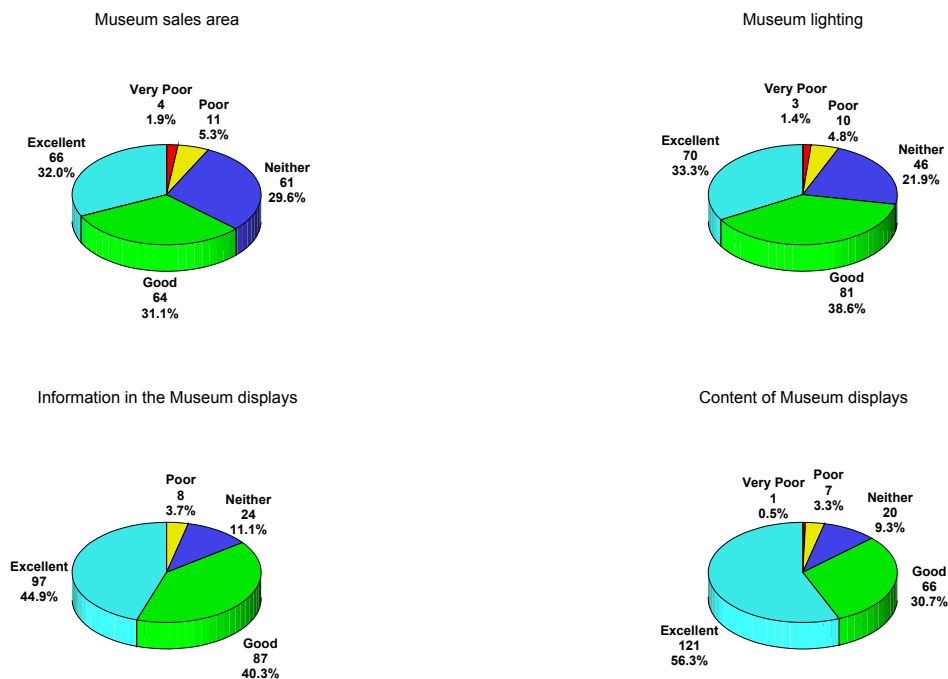 Museum sales area
Very Poor
4
1.9%
Poor
11
5.3%
Excellent
66
32.0%
Neither
61
29.6%
Good
64
31.1%
Museum lighting
Very Poor
3
1.4%
Poor
10
4.8%
Excellent
70
33.3%
Neither
46
21.9%
Good
81
38.6%
Information in the Museum displays
Poor
8
3.7%
Neither
24
11.1%
Excellent
97
44.9%
Good
87
40.3%
Content of Museum displays
Very Poor
1
0.5%
Poor
7
3.3%
Neither
20
9.3%
Good
66
30.7%
Excellent
121
56.3%